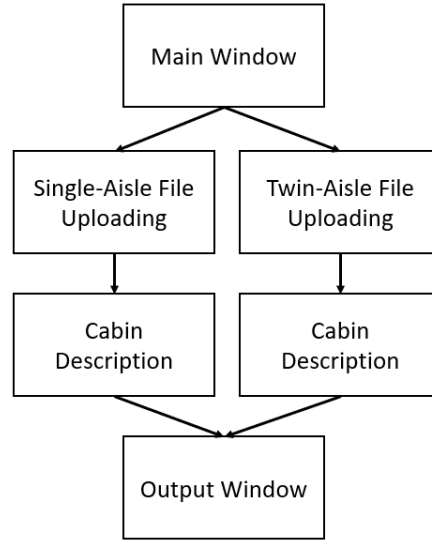 Main Window
Single-Aisle File
Uploading
Twin-Aisle File
Uploading
Cabin
Description
Cabin
Description
Output Window